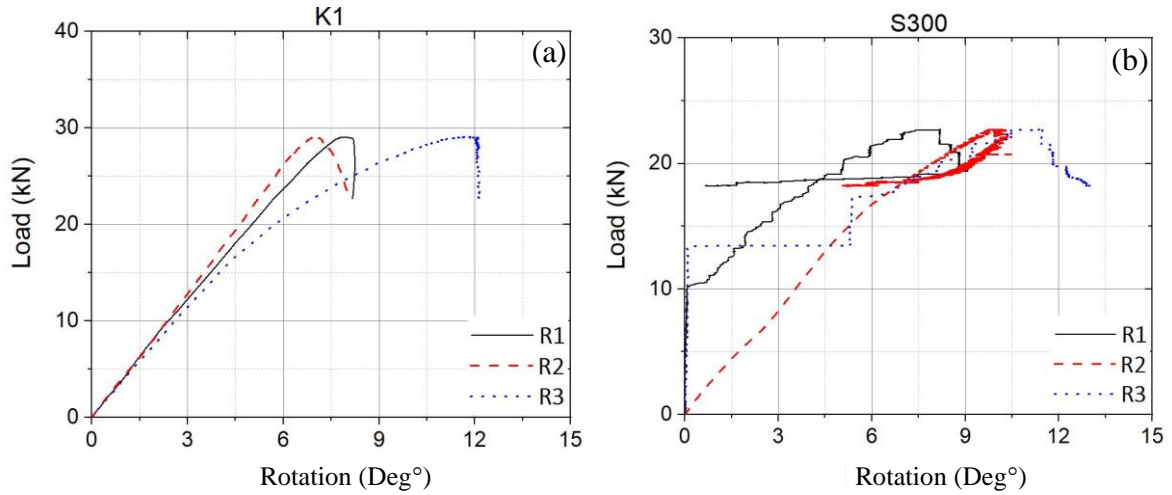 K1
(a)
40
30
20
10
0
Load (kN)
R1
R2
R3
0 3 6 9 12 15
Rotation (Deg°)
S300
(b)
30
20
10
0
Load (kN)
R1
R2
R3
0 3 6 9 12 15
Rotation (Deg°)